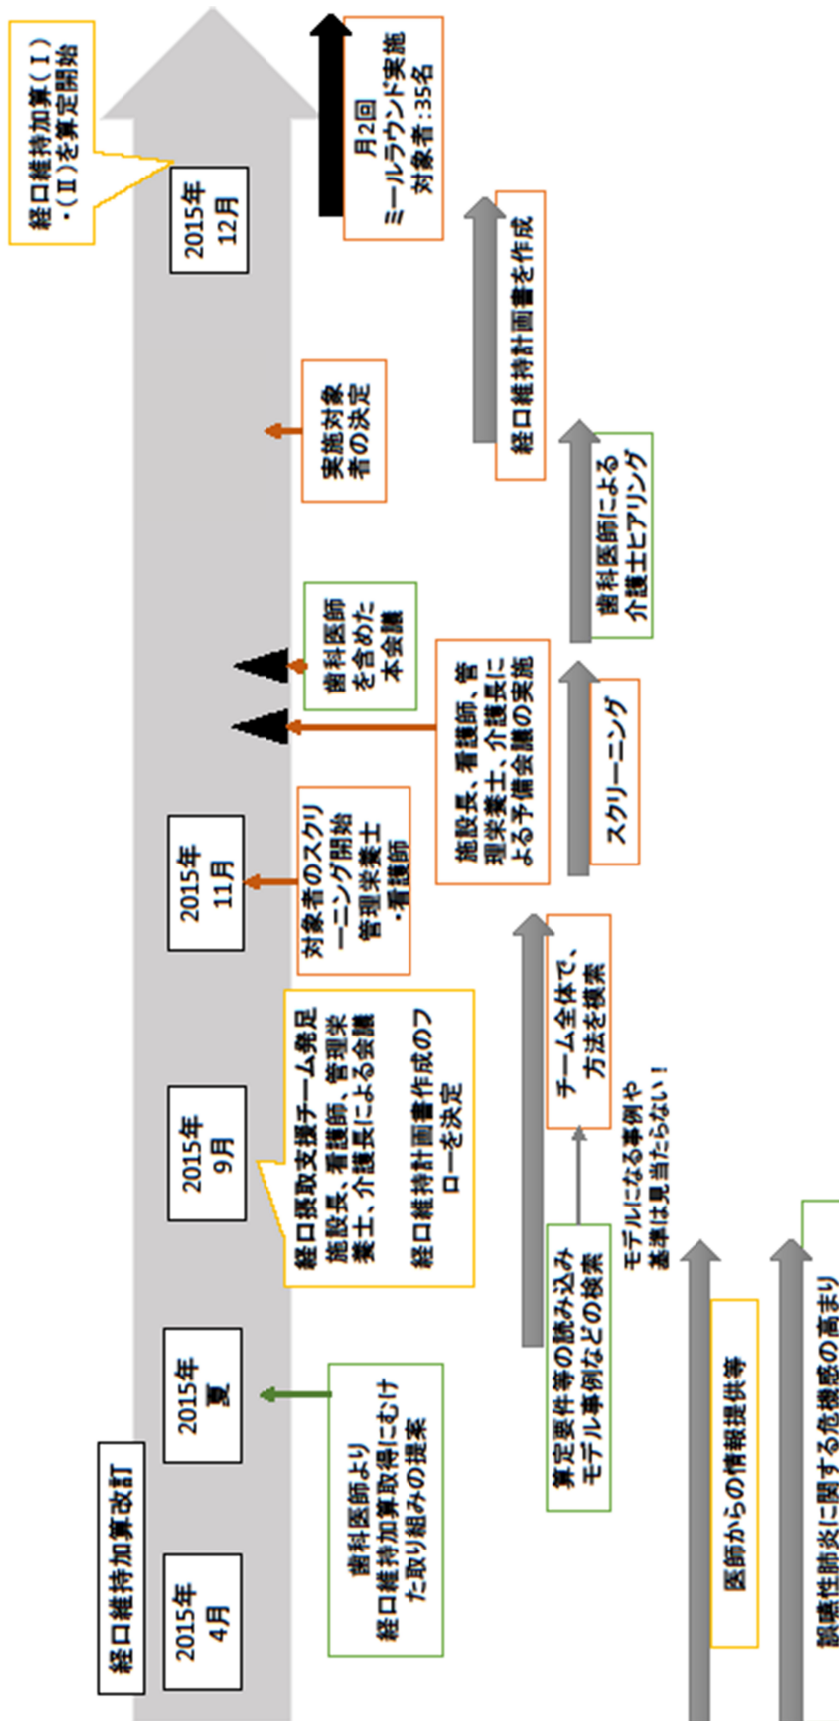 経口維持加算改訂
2015年
4月
2015年
夏
2015年
9月
2015年
11月
2015年
12月
経口維持加算(Ⅰ)
・(Ⅱ)を算定開始
歯科医師より
経口維持加算取得にむけ
た取り組みの提案
経口摂取支援チーム発足
施設長、看護師、管理栄
養士、介護長による会議
経口維持計画書作成のフ
ローを決定
対象者のスクリ
ーニング開始
管理栄養士
・看護師
施設長、看護師、管
理栄養士、介護長に
よる予備会議の実施
歯科医師
を含めた
本会議
実施対象
者の決定
月2回
ミールラウンド実施
対象者:35名
算定要件等の読み込み
モデル事例などの検索
チーム全体で、
方法を模索
モデルになる事例や
基準は見当たらない!
スクリーニング
歯科医師による
介護士ヒアリング
経口維持計画書を作成
医師からの情報提供等
誤嚥性肺炎に関する危機感の高まり